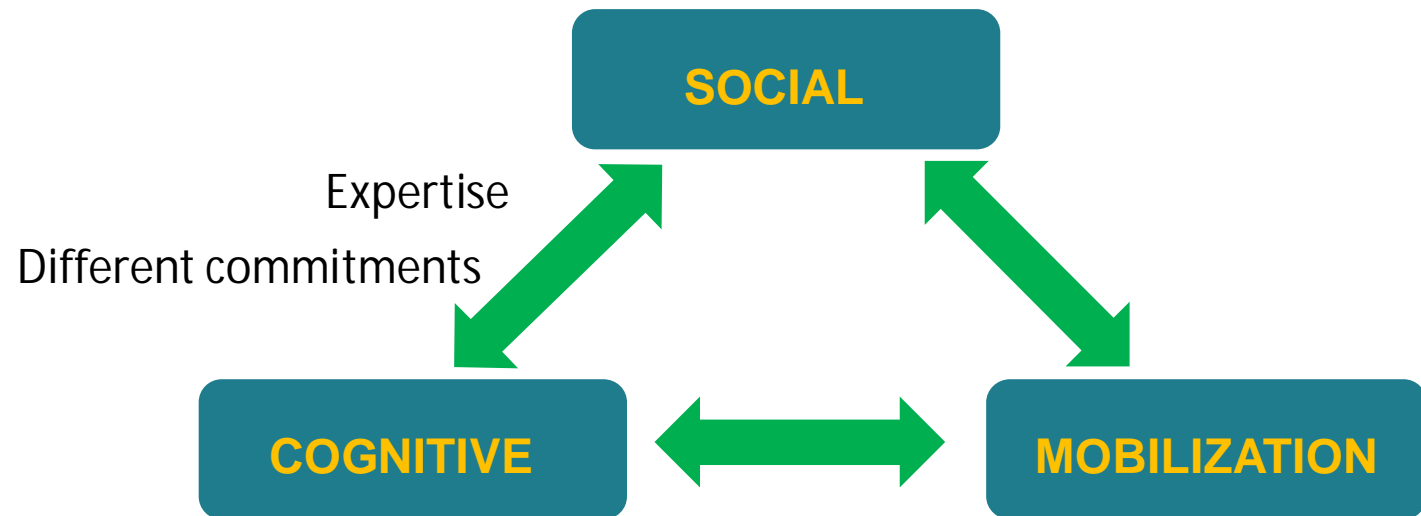 SOCIAL
Expertise
Different commitments
COGNITIVE
MOBILIZATION